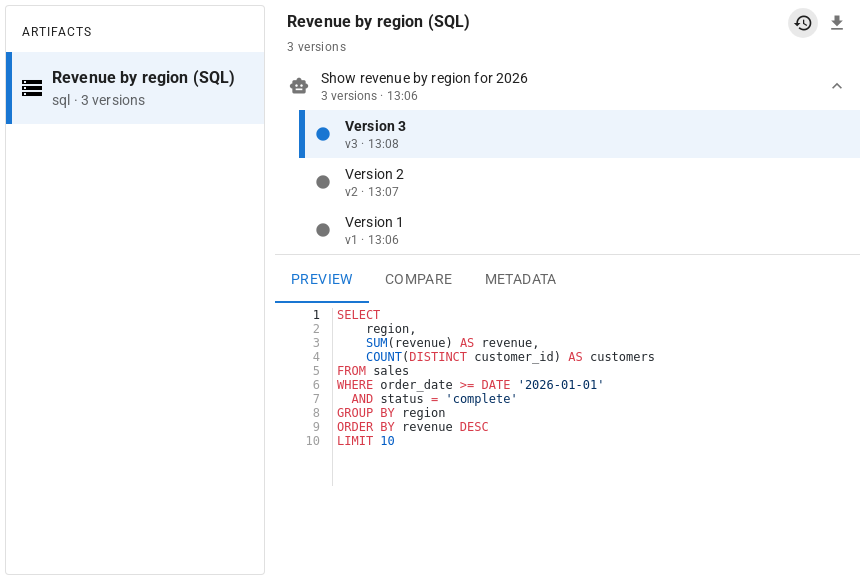 ARTIFACTS
Revenue by region (SQL)
sql · 3 versions
Revenue by region (SQL)
3 versions
Show revenue by region for 2026
3 versions · 13:06
Version 3
v3 · 13:08
Version 2
v2 · 13:07
Version 1
v1 · 13:06
PREVIEW COMPARE METADATA
1 SELECT
2     region,
3     SUM(revenue) AS revenue,
4     COUNT(DISTINCT customer_id) AS customers
5 FROM sales
6 WHERE order_date >= DATE '2026-01-01'
7   AND status = 'complete'
8 GROUP BY region
9 ORDER BY revenue DESC
10 LIMIT 10